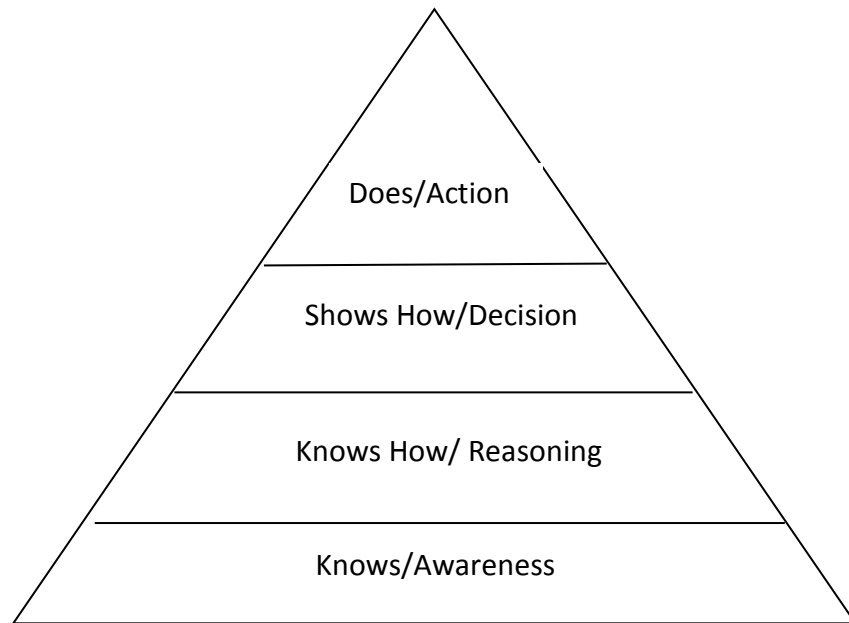 Does/Action
Shows How/Decision
Knows How/ Reasoning
Knows/Awareness